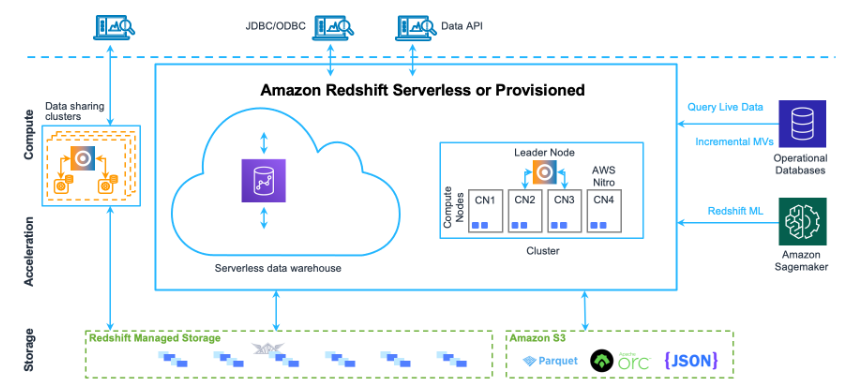 JDBC/ODBC
Data API
Amazon Redshift Serverless or Provisioned
Compute
Data sharing
clusters
Serverless data warehouse
Leader Node
AWS
Nitro
Compute
Nodes
CN1
CN2
CN3
CN4
Cluster
Query Live Data
Incremental MVs
Operational
Databases
Acceleration
Redshift ML
Amazon
Sagemaker
Storage
Redshift Managed Storage
Amazon S3
Parquet
orc
{JSON}